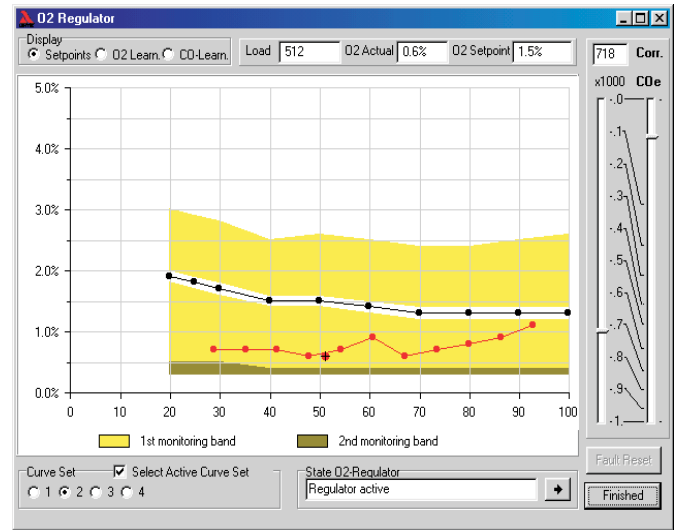 O2 Regulator
Display
Setpoints O2 Learn. CO-Learn.
Load 512 O2 Actual 0.6% O2 Setpoint 1.5%
718 Corr.
x1000 COe
5.0%
4.0%
3.0%
2.0%
1.0%
0.0%
0 10 20 30 40 50 60 70 80 90 100
1st monitoring band 2nd monitoring band
-.0
-.1
-.2
-.3
-.4
-.5
-.6
-.7
-.8
-.9
-1.
Curve Set Select Active Curve Set
1 2 3 4
State O2-Regulator
Regulator active
Fault Reset
Finished